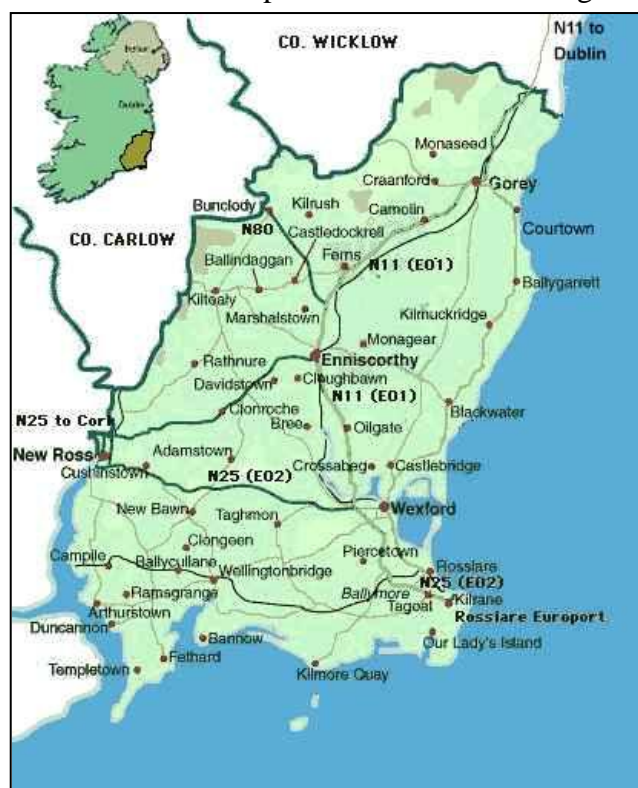 N11 to
Dublin
CO. WICKLOW
Belfast
Dublin
Monaseed
Craanford
Gorey
Bunclody
Kilrush
Camolin
Courtown
CO. CARLOW
N80
Castledockrell
Ballindaggan
Ferns
N11 (E01)
Kiltealy
Ballygarrett
Marshalstown
Kilmuckridge
Monagear
Rathnure
Enniscorthy
Davidstown
Cloughbawn
N11 (E01)
Blackwater
N25 to Cork
Clonroche
Bree
Oilgate
New Ross
Adamstown
Cushinstown
N25 (E02)
Crossabeg
Castlebridge
New Bawn
Taghmon
Wexford
Clongeen
Campile
Ballycullane
Piercetown
Rosslare
Wellingtonbridge
N25 (E02)
Ramsgrange
Ballymore
Tagoat
Kilrane
Arthurstown
Rosslare Europort
Duncannon
Bannow
Our Lady's Island
Templetown
Fethard
Kilmore Quay